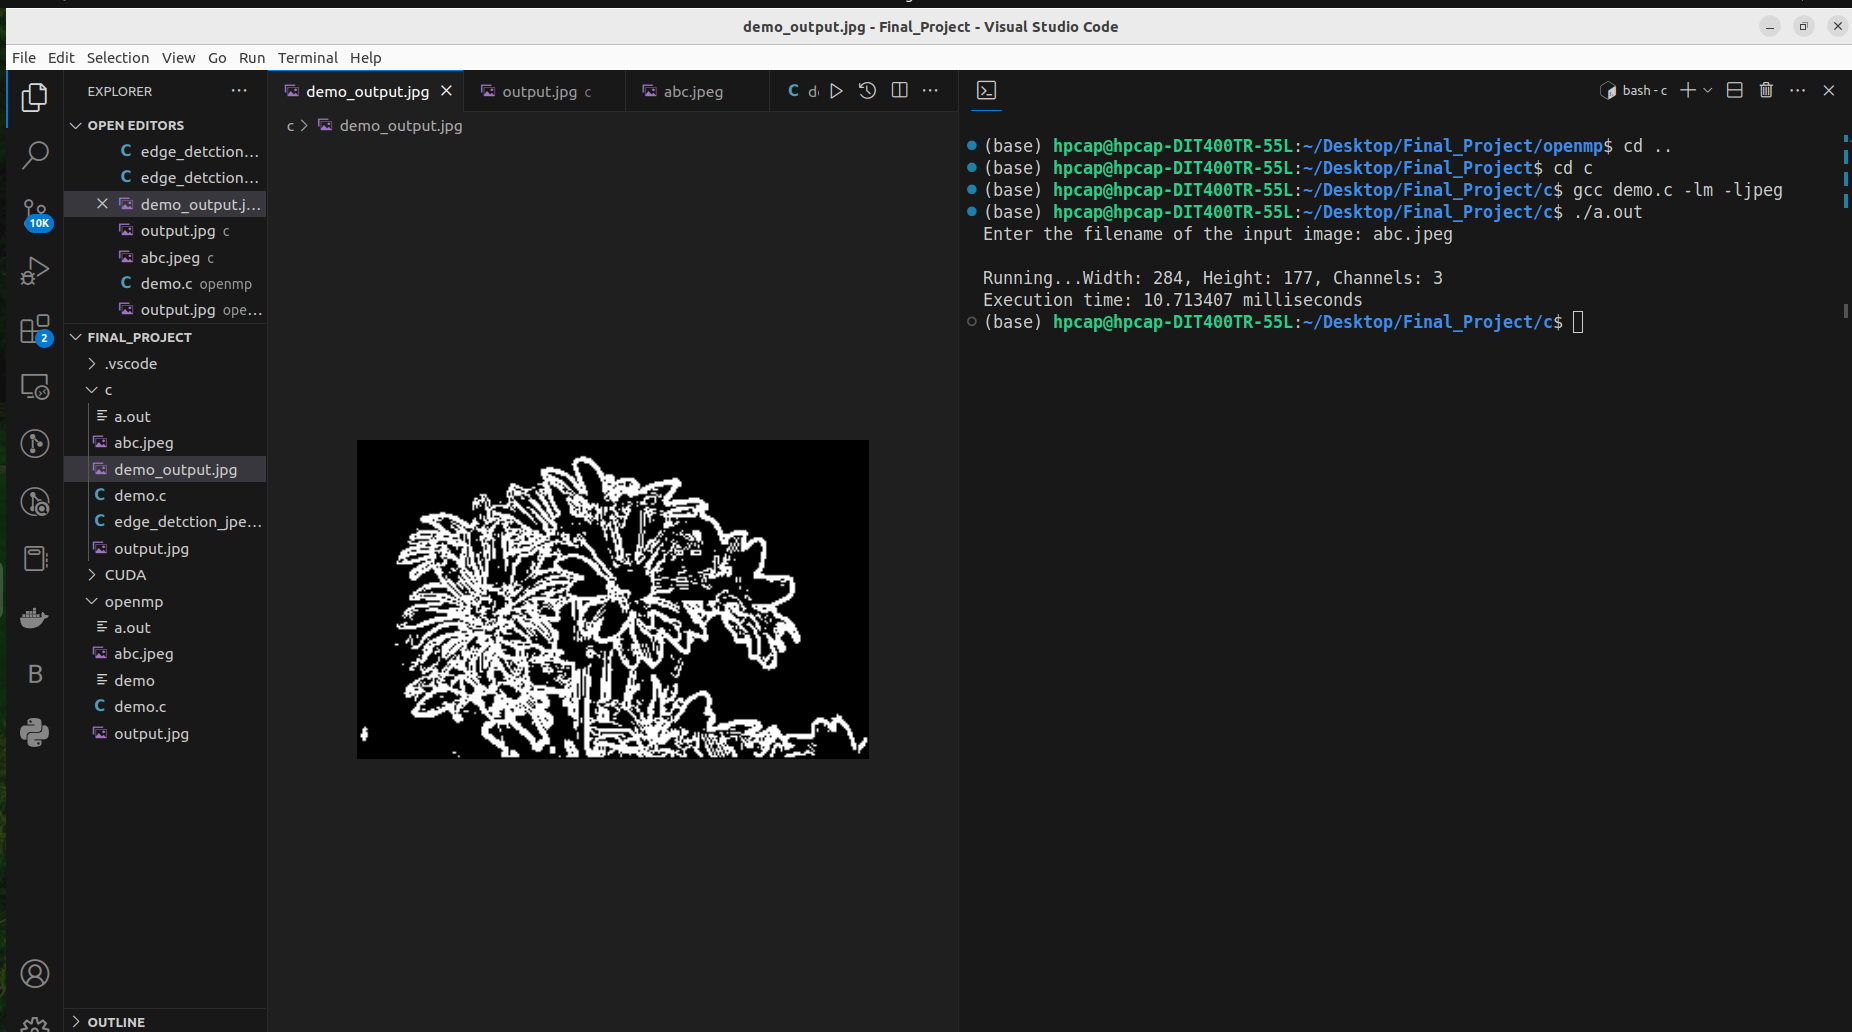 demo_output.jpg - Final_Project - Visual Studio Code
File Edit Selection View Go Run Terminal Help
EXPLORER
OPEN EDITORS
edge_detction...
edge_detction...
demo_output.j...
output.jpg c
abc.jpeg c
demo.c openmp
output.jpg ope...
FINAL_PROJECT
.vscode
c
a.out
abc.jpeg
demo_output.jpg
demo.c
edge_detction_jpe...
output.jpg
CUDA
openmp
a.out
abc.jpeg
demo
demo.c
output.jpg
OUTLINE
10K
2
B
demo_output.jpg
output.jpg c
abc.jpeg
c > demo_output.jpg
bash - c
(base) hpcap@hpcap-DIT400TR-55L:~/Desktop/Final_Project/openmp$ cd ..
(base) hpcap@hpcap-DIT400TR-55L:~/Desktop/Final_Project$ cd c
(base) hpcap@hpcap-DIT400TR-55L:~/Desktop/Final_Project/c$ gcc demo.c -lm -ljpeg
(base) hpcap@hpcap-DIT400TR-55L:~/Desktop/Final_Project/c$ ./a.out
Enter the filename of the input image: abc.jpeg
Running...Width: 284, Height: 177, Channels: 3
Execution time: 10.713407 milliseconds
(base) hpcap@hpcap-DIT400TR-55L:~/Desktop/Final_Project/c$